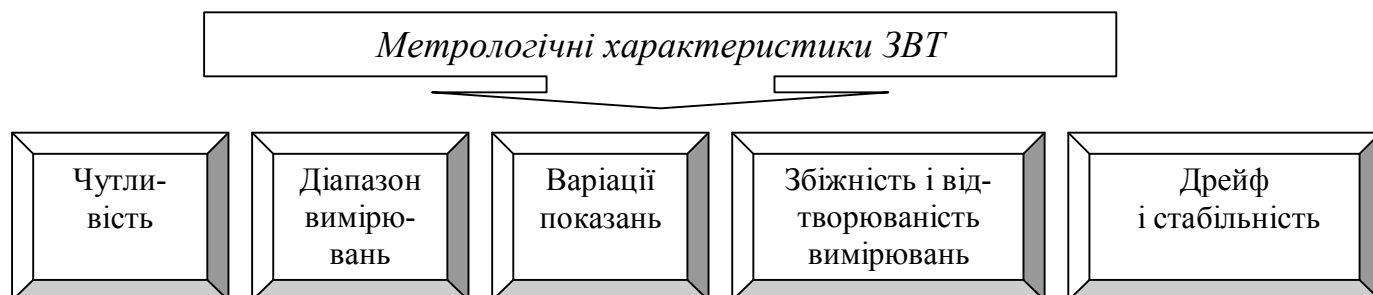 Метрологічні характеристики ЗВТ
Чутли-
вість
Діапазон
вимірю-
вань
Варіації
показань
Збіжність і від-
творюваність
вимірювань
Дрейф
і стабільність